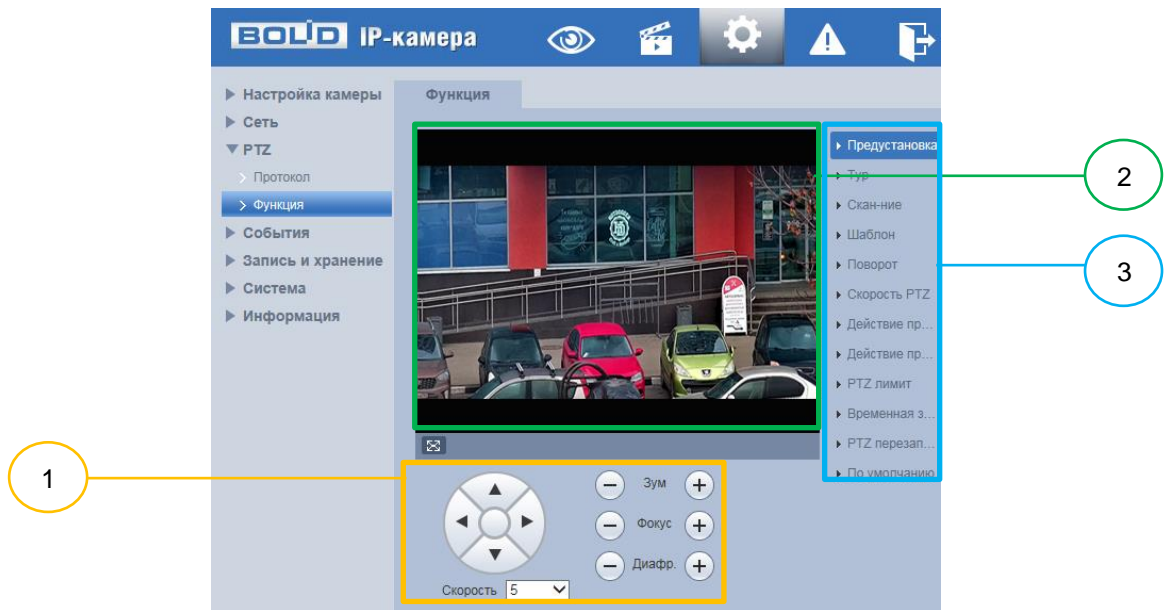 BOLID IP-камера
Настройка камеры
Сеть
PTZ
Протокол
Функция
События
Запись и хранение
Система
Информация
Функция
Предустановка
Тур
Скан-ние
Шаблон
Поворот
Скорость PTZ
Действие пр...
Действие пр...
PTZ лимит
Временная з...
PTZ перезап...
По умолчанию
2
3
1
Зум
Фокус
Диафр.
Скорость 5